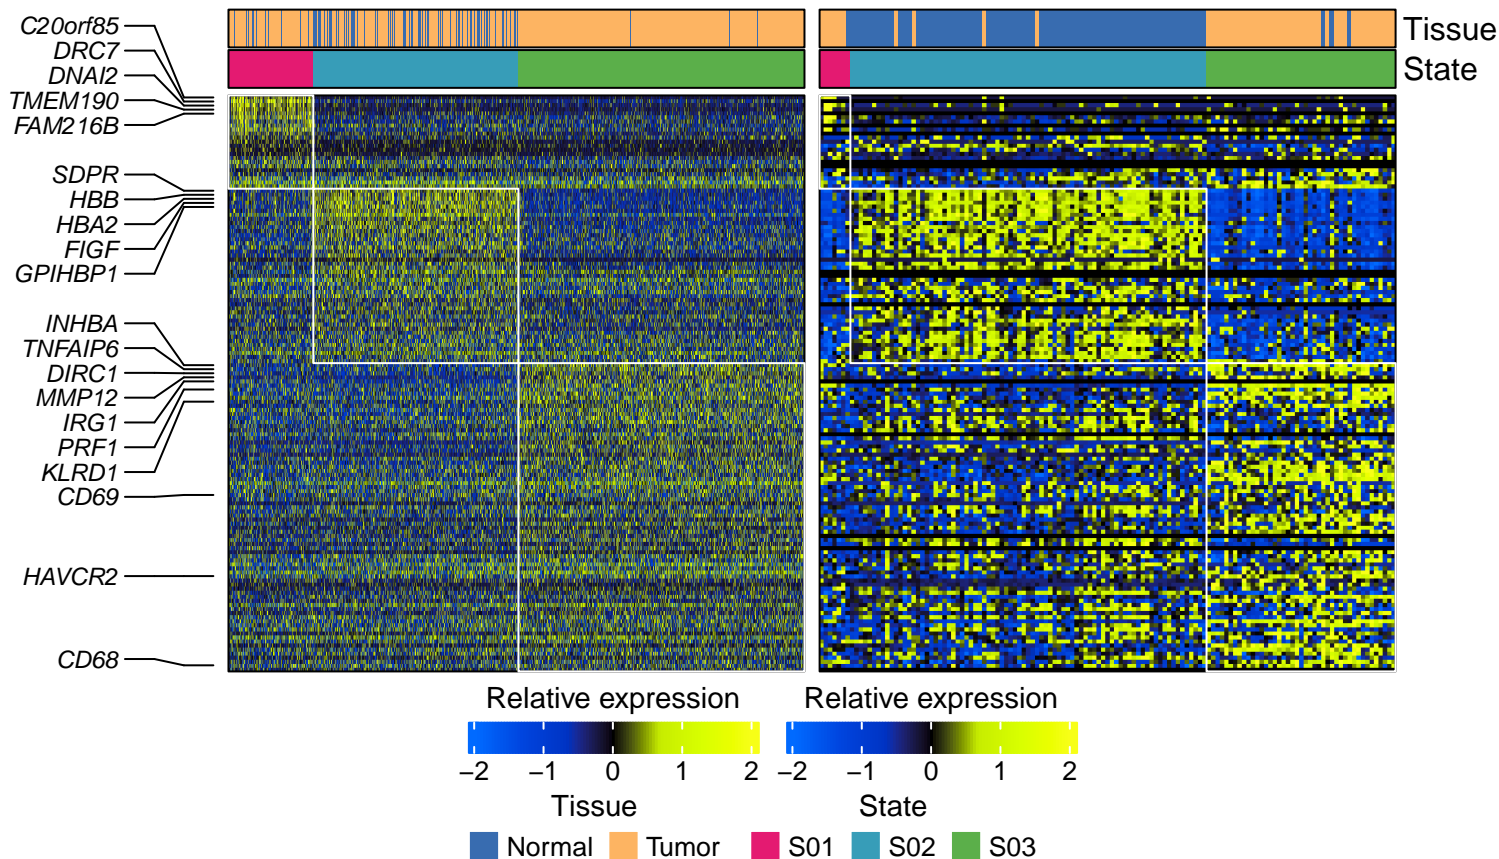 C20orf85
DRC7
DNAI2
TMEM190
FAM216B
SDPR
HBB
HBA2
FIGF
GPIHBP1
INHBA
TNFAIP6
DIRC1
MMP12
IRG1
PRF1
KLRD1
CD69
HAVCR2
CD68
Tissue
State
Relative expression Relative expression
−2 −1 0 1 2 −2 −1 0 1 2
Tissue State
Normal Tumor S01 S02 S03